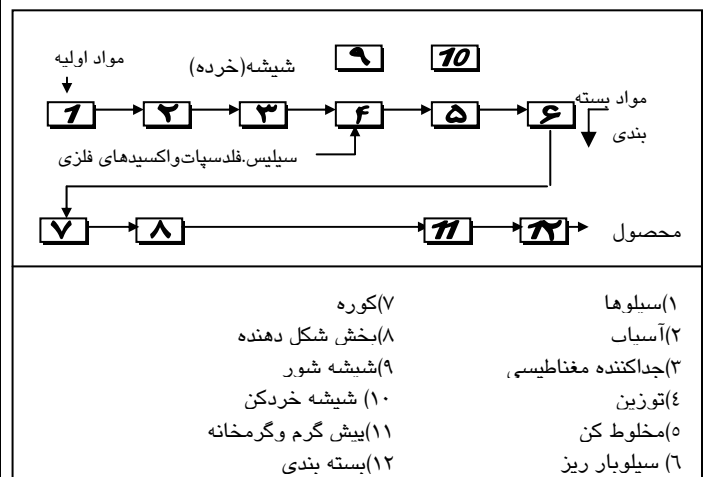 مواد اولیه
شیشه(خرده)
۹
10
1
۲
۳
۴
۵
۶
مواد بسته
بندی
سیلیس.فلدسپات‌واکسیدهای فلزی
۷
۸
11
1۲
محصول
۱)سیلوها
۷)کوره
۲)آسیاب
۸)بخش شکل دهنده
۳)جداکننده مغناطیسی
۹)شیشه شور
٤)توزین
۱۰) شیشه خردکن
٥)مخلوط کن
۱۱)پیش گرم وگرمخانه
٦) سیلوبار ریز
۱۲)بسته بندی